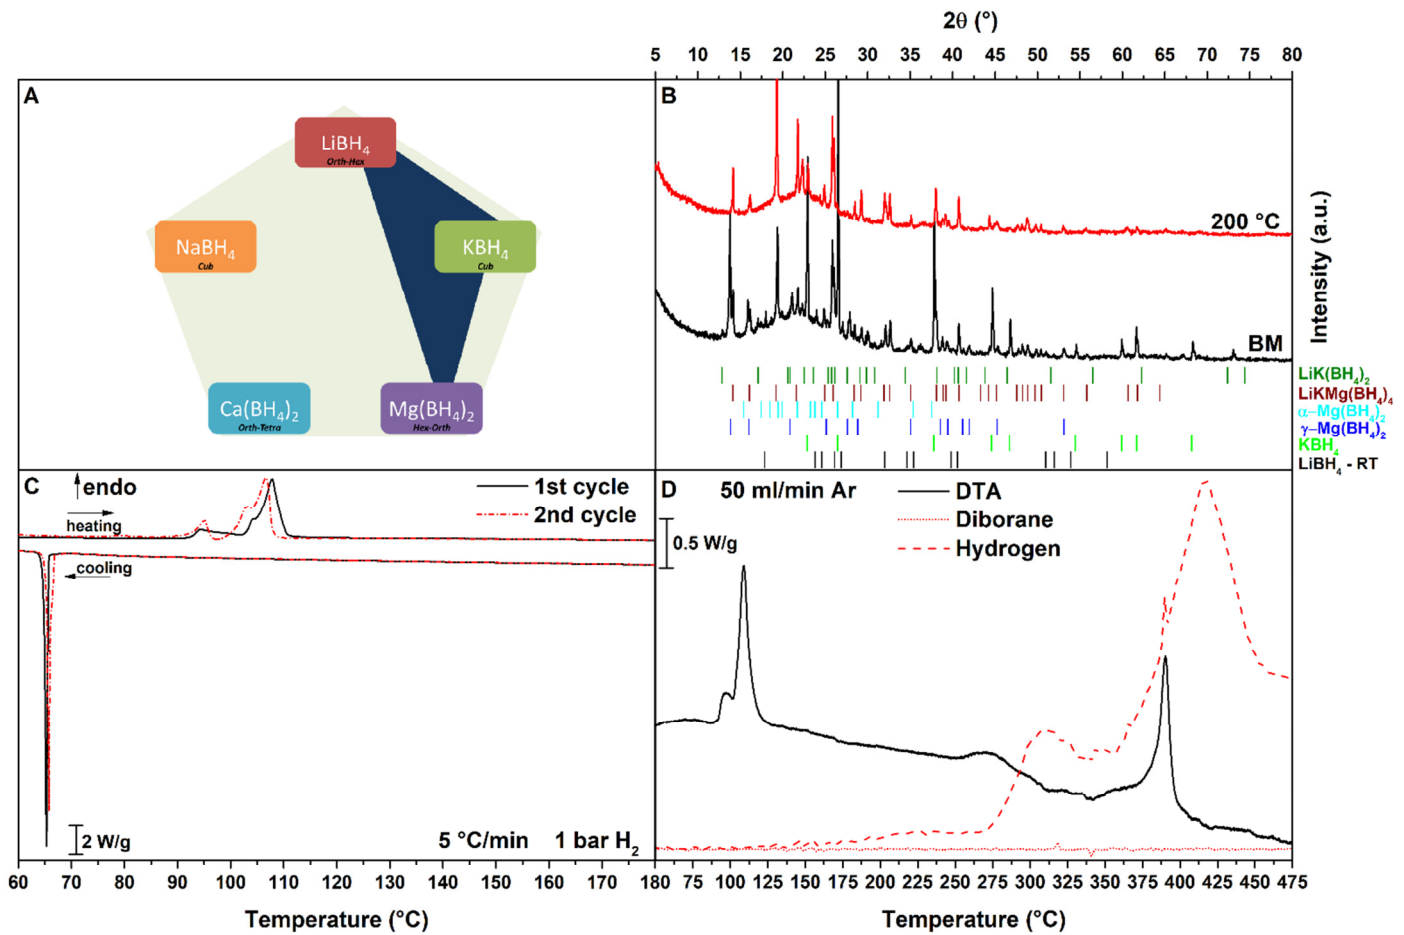 2θ (°)
5 10 15 20 25 30 35 40 45 50 55 60 65 70 75 80
A
LiBH4
Orth-Hex
NaBH4
Cub
KBH4
Cub
Ca(BH4)2
Orth-Tetra
Mg(BH4)2
Hex-Orth
B
200 °C
BM
Intensity (a.u.)
LiK(BH4)2
LiKMg(BH4)4
α–Mg(BH4)2
γ–Mg(BH4)2
KBH4
LiBH4 - RT
C
endo
heating
1st cycle
2nd cycle
0.5 W/g
cooling
2 W/g
5 °C/min 1 bar H2
60 70 80 90 100 110 120 130 140 150 160 170 180
Temperature (°C)
D
50 ml/min Ar
DTA
Diborane
Hydrogen
75 100 125 150 175 200 225 250 275 300 325 350 375 400 425 450 475
Temperature (°C)